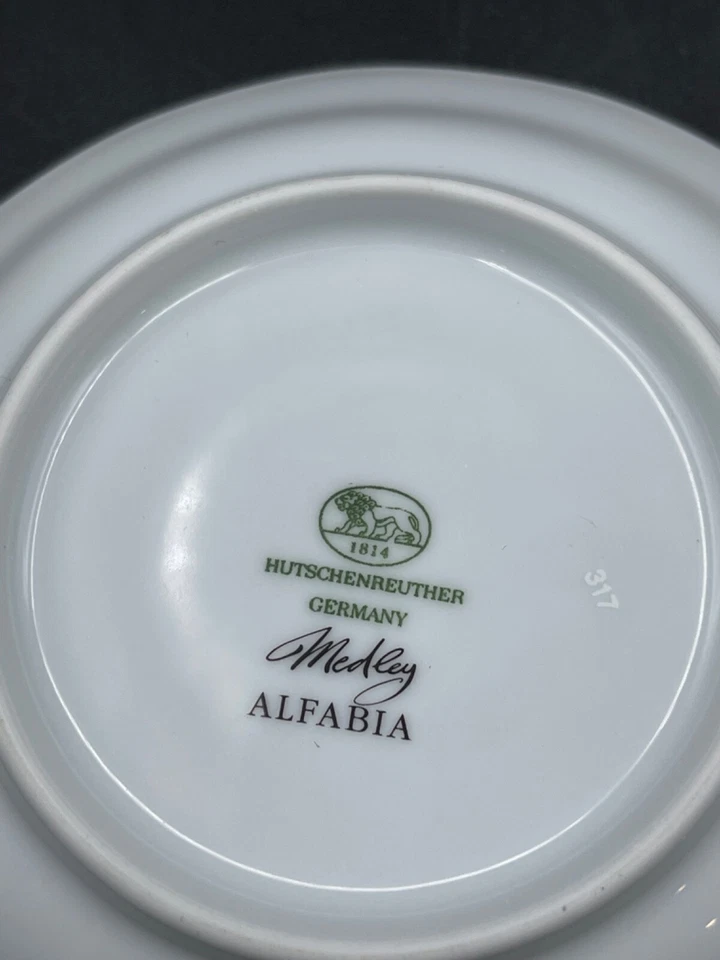 1814
HUTSCHENREUTHER
GERMANY
Medley
ALFABIA
317